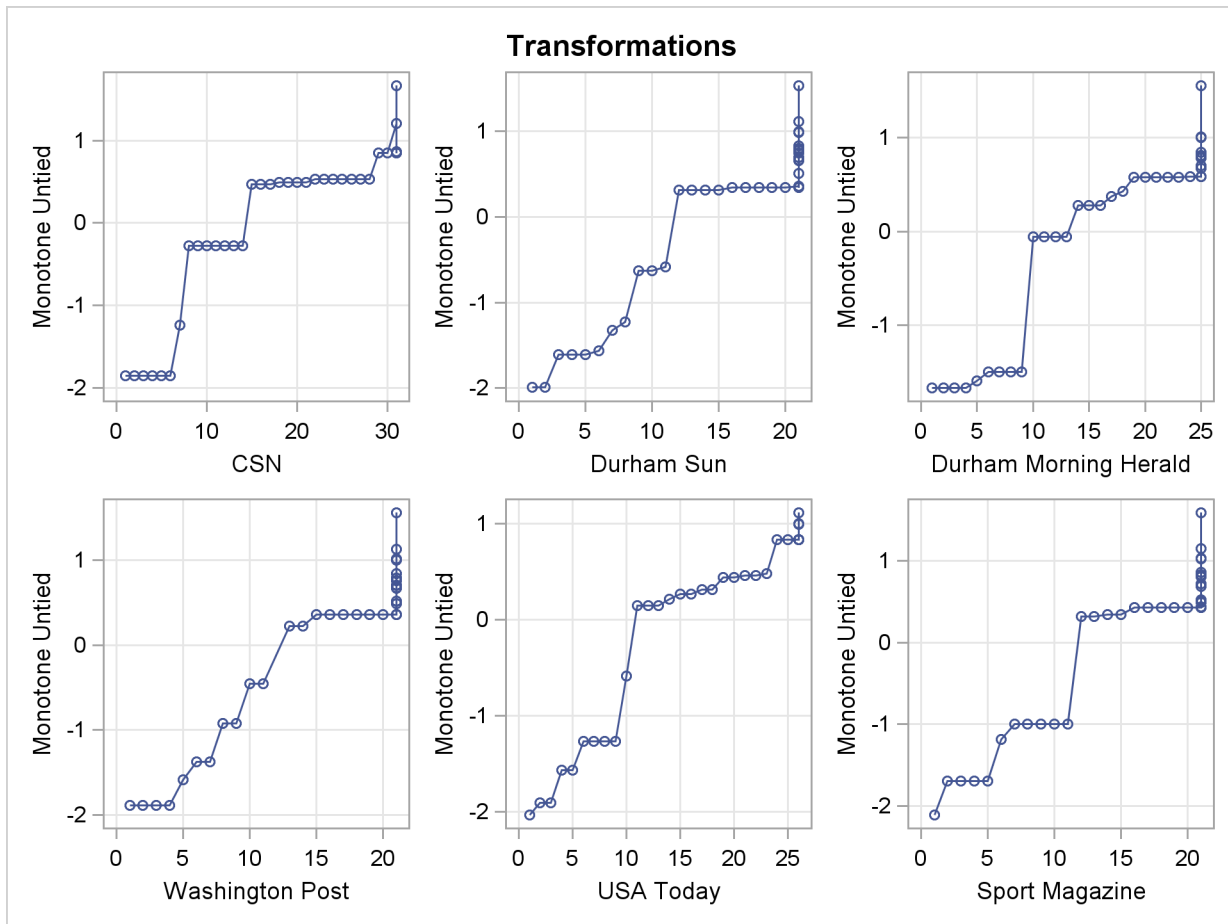 Transformations
Monotone Untied
1
0
-1
-2
0 10 20 30
CSN
Monotone Untied
1
0
-1
-2
0 5 10 15 20
Durham Sun
Monotone Untied
1
0
-1
0 5 10 15 20 25
Durham Morning Herald
Monotone Untied
1
0
-1
-2
0 5 10 15 20
Washington Post
Monotone Untied
1
0
-1
-2
0 5 10 15 20 25
USA Today
Monotone Untied
1
0
-1
-2
0 5 10 15 20
Sport Magazine